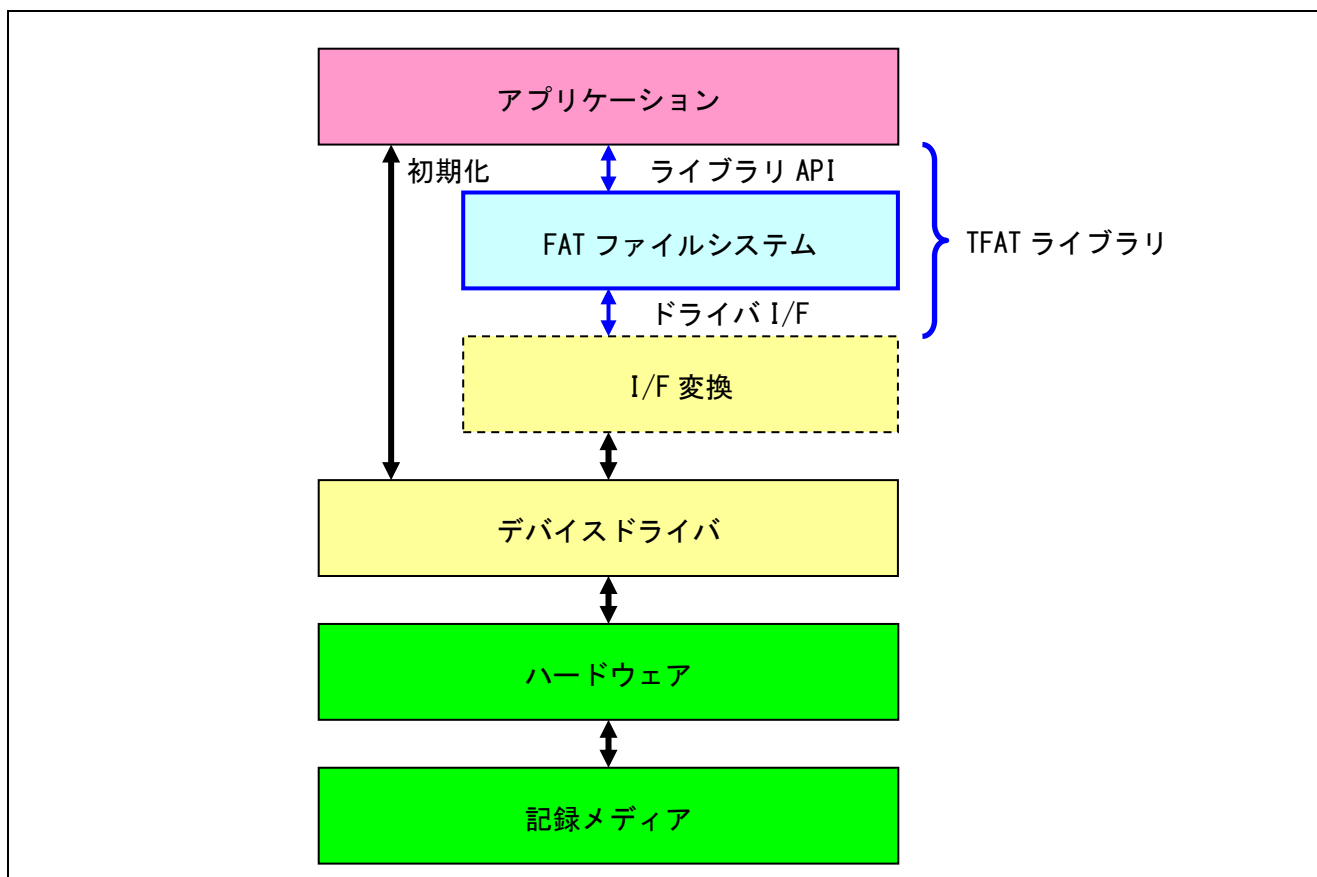 アプリケーション
初期化
ライブラリ API
FAT ファイルシステム
TFAT ライブラリ
ドライバ I/F
I/F 変換
デバイスドライバ
ハードウェア
記録メディア